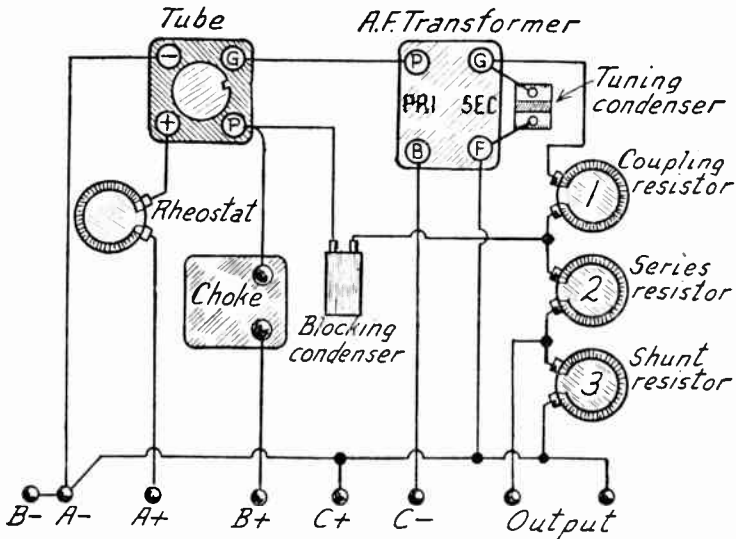 Tube
A.F. Transformer
-
G
+
P
P
G
PRI SEC
B
F
Tuning
condenser
Coupling
resistor
1
Rheostat
Choke
Blocking
condenser
Series
resistor
2
Shunt
resistor
3
B- A- A+ B+ C+ C- Output